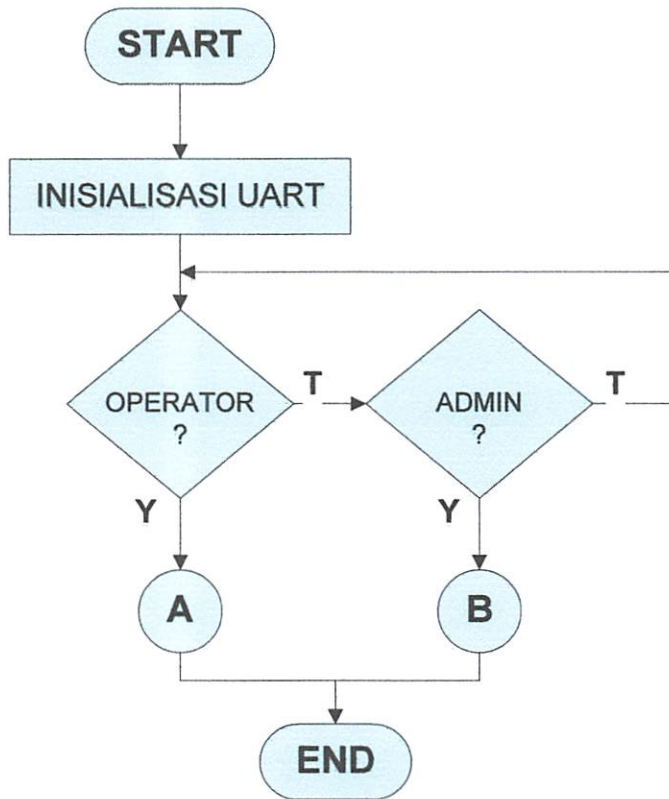 START
INISIALISASI UART
OPERATOR
?
T
ADMIN
?
T
Y
Y
A
B
END